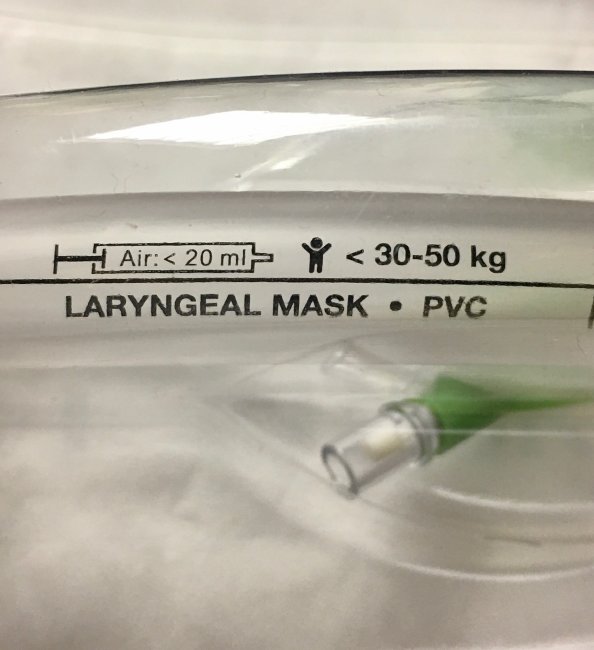 Air: < 20 ml < 30-50 kg
LARYNGEAL MASK • PVC